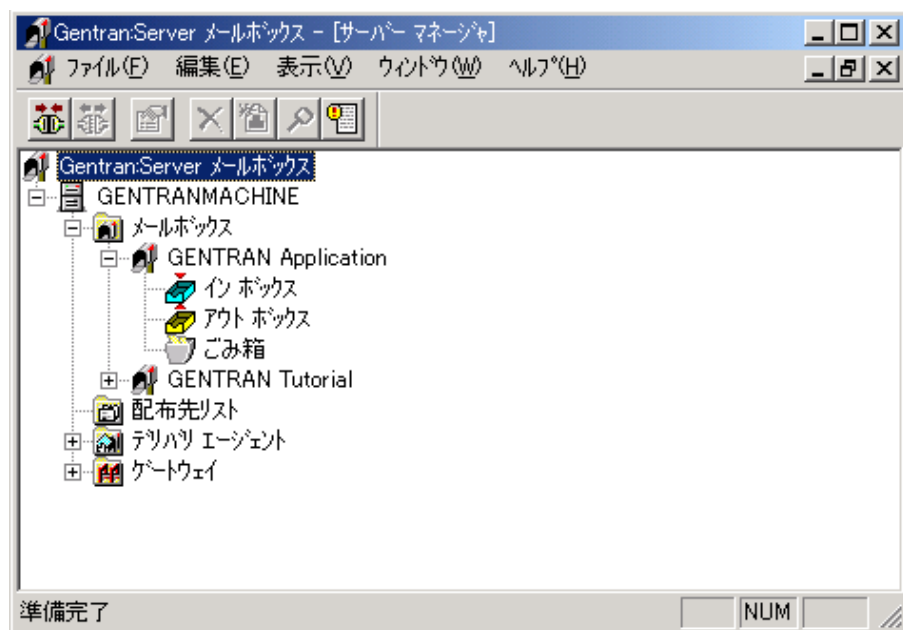 Gentran:Server メールボックス - [サーバー マネージャ]
ファイル(F) 編集(E) 表示(V) ウィンドウ(W) ヘルプ(H)
Gentran:Server メールボックス
GENTRANMACHINE
メールボックス
GENTRAN Application
イン ボックス
アウト ボックス
ごみ箱
GENTRAN Tutorial
配布先リスト
デリバリ エージェント
ゲートウェイ
準備完了 NUM